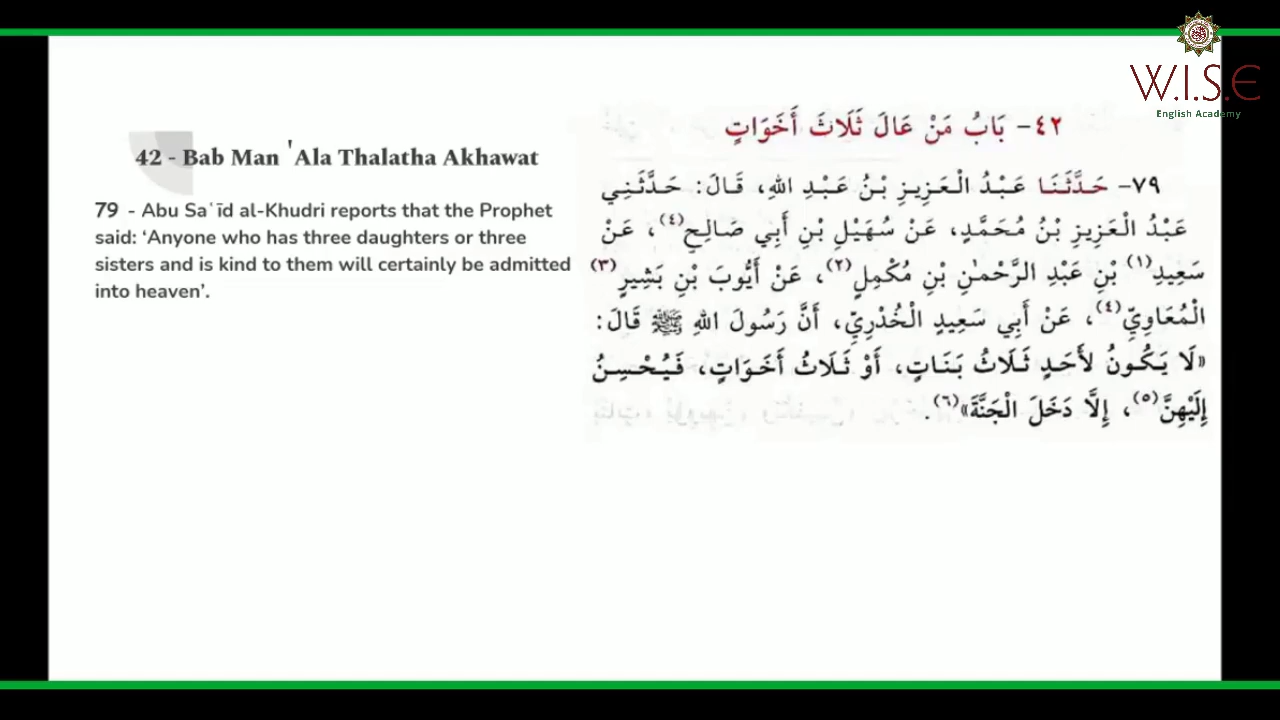 W.I.S.E
English Academy
42 - Bab Man 'Ala Thalatha Akhawat
79 - Abu Saʿīd al-Khudri reports that the Prophet
said: ‘Anyone who has three daughters or three
sisters and is kind to them will certainly be admitted
into heaven’.
٤٢- بَابُ مَنْ عَالَ ثَلَاثَ أَخَوَاتٍ
٧٩- حَدَّثَنَا عَبْدُ الْعَزِيزِ بْنُ عَبْدِ اللهِ، قَالَ: حَدَّثَنِي
عَبْدُ الْعَزِيزِ بْنُ مُحَمَّدٍ، عَنْ سُهَيْلِ بْنِ أَبِي صَالِحٍ(٤)، عَنْ
سَعِيدِ(١) بْنِ عَبْدِ الرَّحْمٰنِ بْنِ مُكْمِلٍ(٢)، عَنْ أَيُّوبَ بْنِ بَشِيرٍ(٣)
الْمُعَاوِيِّ(٤)، عَنْ أَبِي سَعِيدٍ الْخُدْرِيِّ، أَنَّ رَسُولَ اللهِ ﷺ قَالَ:
«لَا يَكُونُ لأَحَدٍ ثَلَاثُ بَنَاتٍ، أَوْ ثَلَاثُ أَخَوَاتٍ، فَيُحْسِنُ
إِلَيْهِنَّ(٥)، إِلَّا دَخَلَ الْجَنَّةَ»(٦).